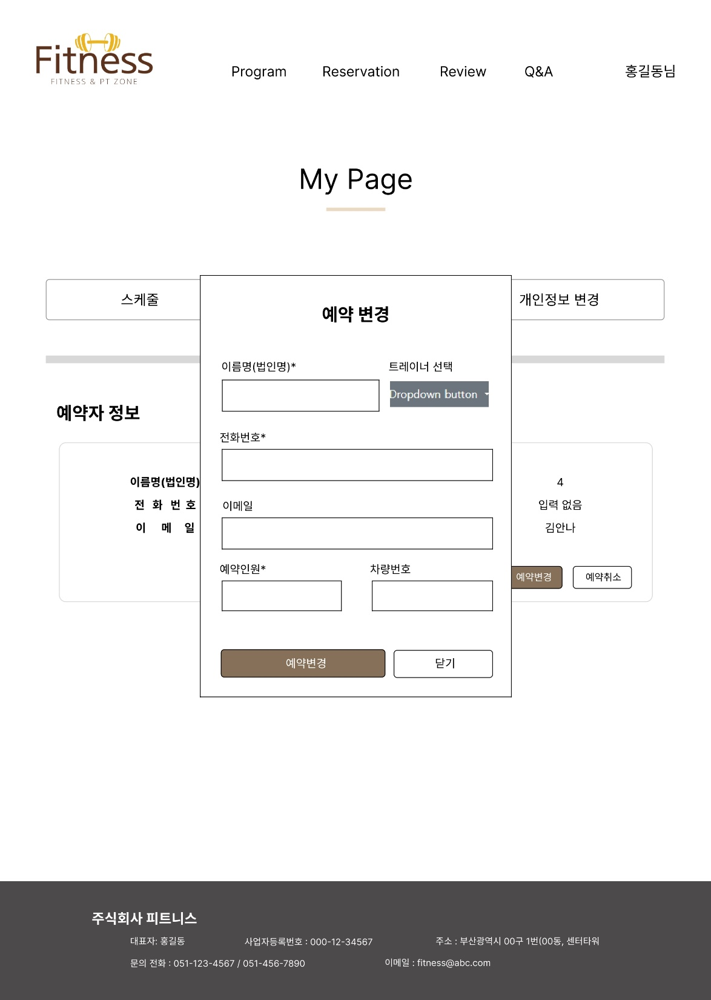 Fitness
FITNESS & PT ZONE
Program
Reservation
Review
Q&A
홍길동님
My Page
스케줄
개인정보 변경
예약 변경
이름명(법인명)*
트레이너 선택
Dropdown button
예약자 정보
전화번호*
이름명(법인명)
4
전 화 번 호
입력 없음
이메일
이 메 일
김안나
예약인원*
차량번호
예약변경
예약취소
예약변경
닫기
주식회사 피트니스
대표자: 홍길동
사업자등록번호 : 000-12-34567
주소 : 부산광역시 00구 1번(00동, 센터타워
문의 전화 : 051-123-4567 / 051-456-7890
이메일 : fitness@abc.com